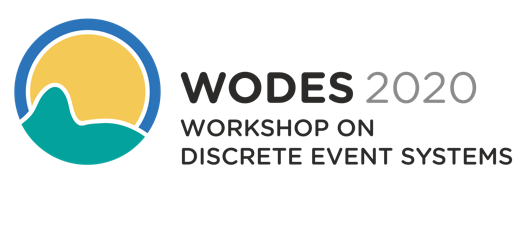 WODES 2020
WORKSHOP ON
DISCRETE EVENT SYSTEMS